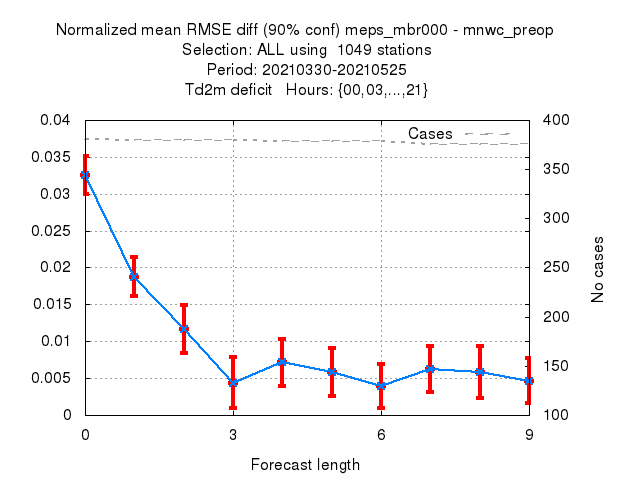 Normalized mean RMSE diff (90% conf) meps_mbr000 - mnwc_preop
Selection: ALL using  1049 stations
Period: 20210330-20210525
Td2m deficit   Hours: {00,03,...,21}
Cases
0.04
0.035
0.03
0.025
0.02
0.015
0.01
0.005
0
400
350
300
250
200
150
100
No cases
0 3 6 9
Forecast length